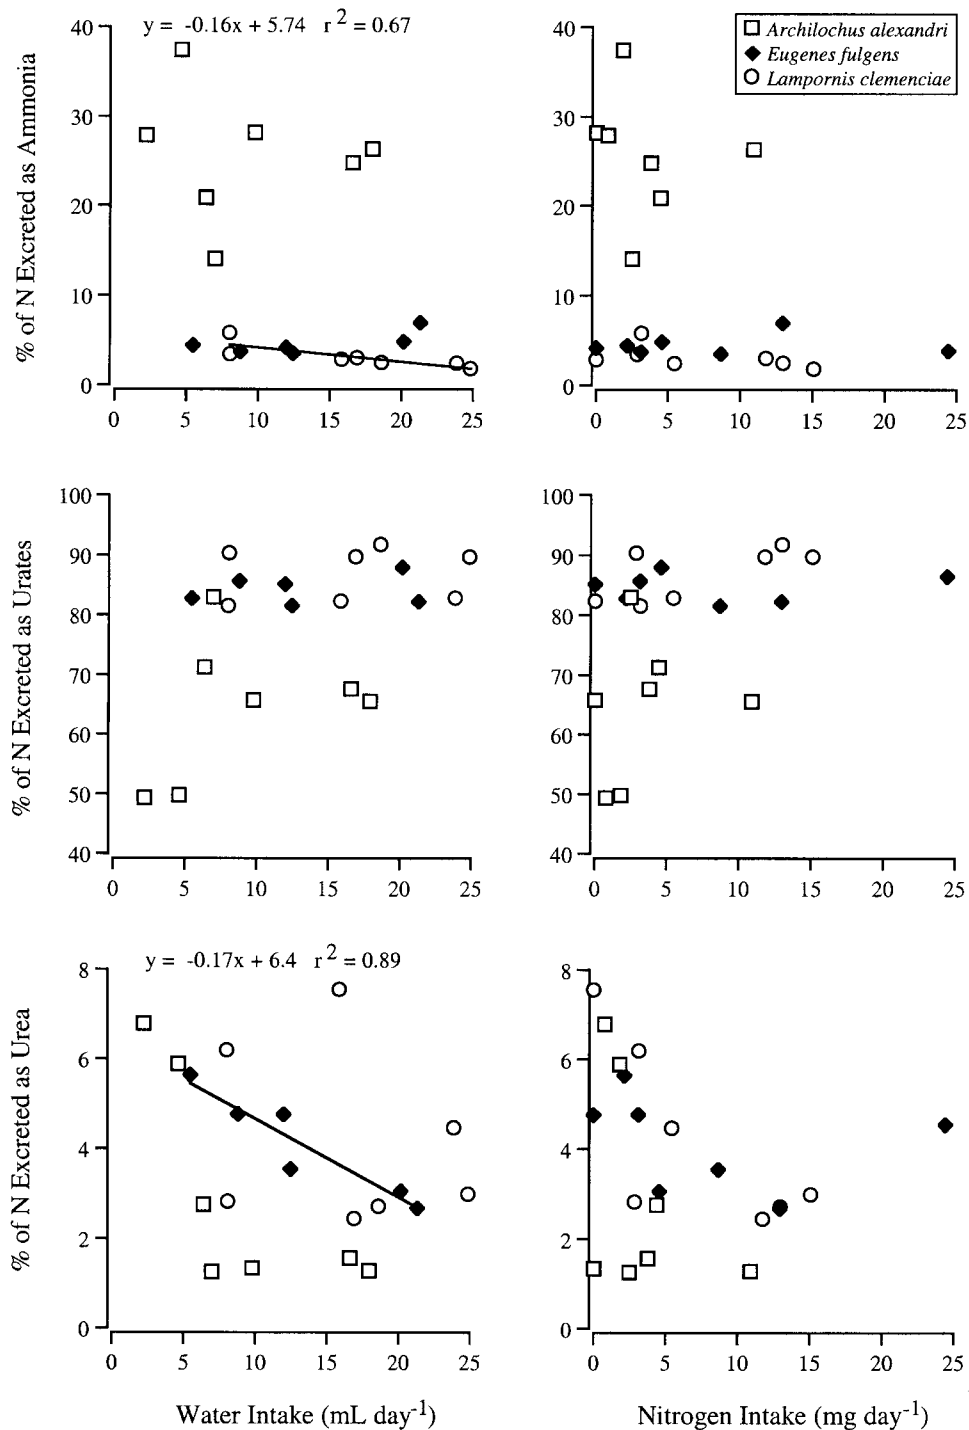 y = -0.16x + 5.74 r 2 = 0.67
Archilochus alexandri
Eugenes fulgens
Lampornis clemenciae
% of N Excreted as Ammonia
40
30
20
10
0
0 5 10 15 20 25
40
30
20
10
0
0 5 10 15 20 25
% of N Excreted as Urates
100
90
80
70
60
50
40
0 5 10 15 20 25
100
90
80
70
60
50
40
0 5 10 15 20 25
y = -0.17x + 6.4 r 2 = 0.89
% of N Excreted as Urea
8
6
4
2
0
0 5 10 15 20 25
8
6
4
2
0
0 5 10 15 20 25
Water Intake (mL day-1)
Nitrogen Intake (mg day-1)